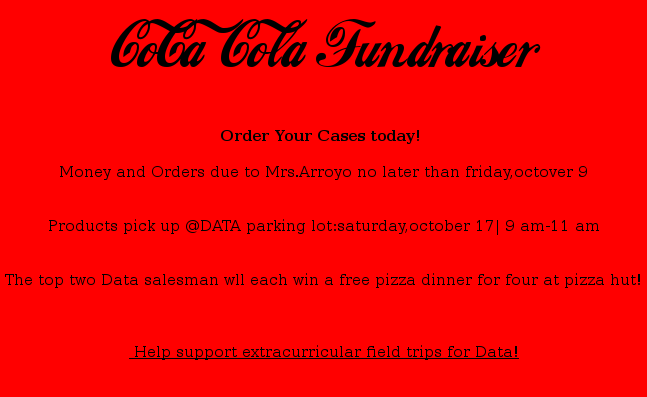 CoCa Cola Fundraiser
Order Your Cases today!
Money and Orders due to Mrs.Arroyo no later than friday,octover 9
Products pick up @DATA parking lot:saturday,october 17| 9 am-11 am
The top two Data salesman wll each win a free pizza dinner for four at pizza hut!
Help support extracurricular field trips for Data!